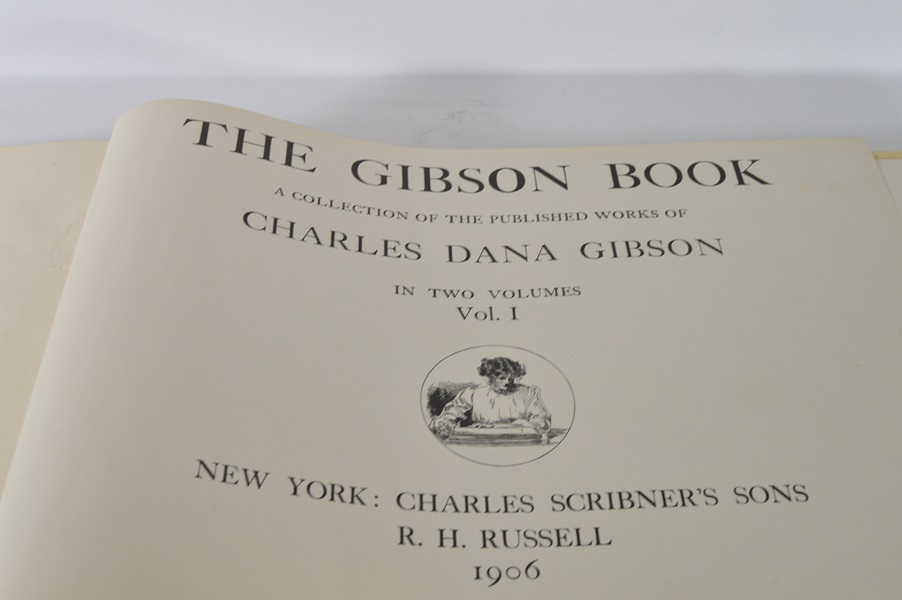 THE GIBSON BOOK
A COLLECTION OF THE PUBLISHED WORKS OF
CHARLES DANA GIBSON
IN TWO VOLUMES
Vol. I
NEW YORK: CHARLES SCRIBNER'S SONS
R. H. RUSSELL
1906